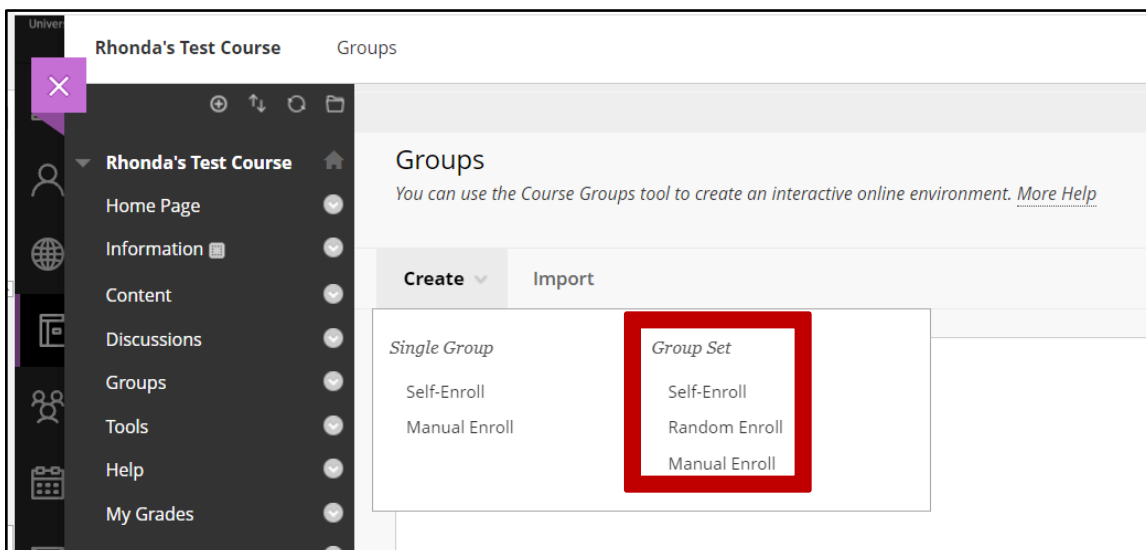 Rhonda's Test Course Groups
Rhonda's Test Course
Home Page
Information
Content
Discussions
Groups
Tools
Help
My Grades
Groups
You can use the Course Groups tool to create an interactive online environment. More Help
Create Import
Single Group
Self-Enroll
Manual Enroll
Group Set
Self-Enroll
Random Enroll
Manual Enroll